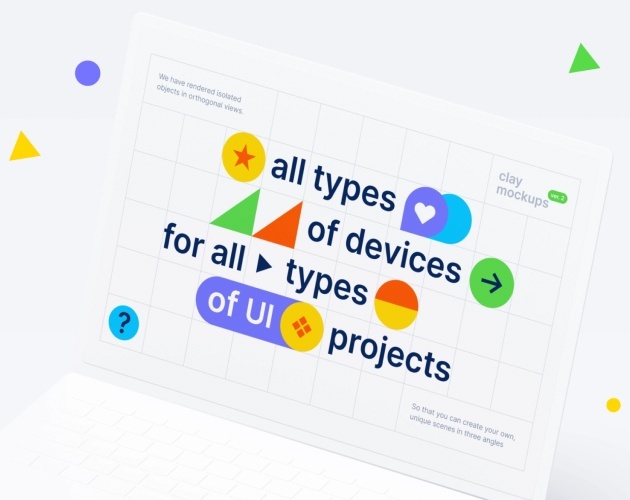 We have rendered isolated
objects in orthogonal views.
clay
mockups
ver. 2
all types
of devices
for all types
of UI projects
?
So that you can create your own,
unique scenes in three angles